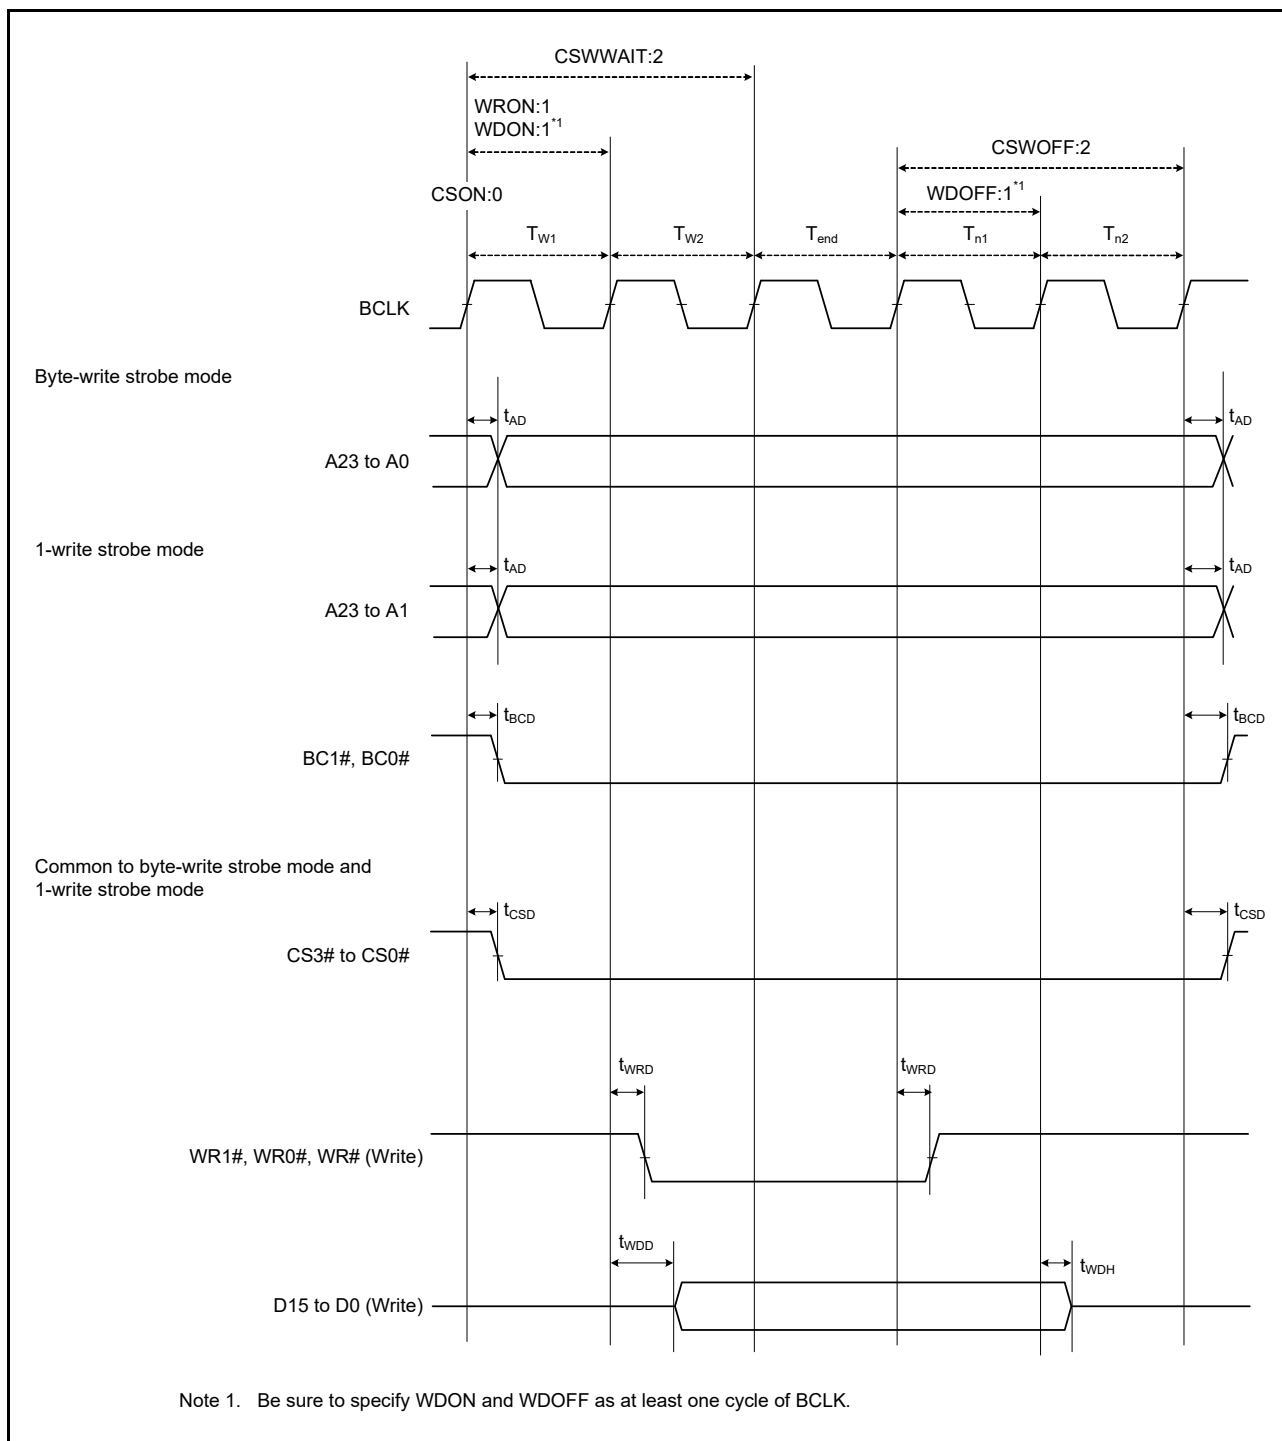 CSWWAIT:2
WRON:1
WDON:1*1
CSWOFF:2
WDOFF:1*1
CSON:0
TW1
TW2
Tend
Tn1
Tn2
BCLK
Byte-write strobe mode
tAD
tAD
A23 to A0
1-write strobe mode
tAD
tAD
A23 to A1
tBCD
tBCD
BC1#, BC0#
Common to byte-write strobe mode and
1-write strobe mode
tCSD
tCSD
CS3# to CS0#
tWRD
tWRD
WR1#, WR0#, WR# (Write)
tWDD
tWDH
D15 to D0 (Write)
Note 1. Be sure to specify WDON and WDOFF as at least one cycle of BCLK.